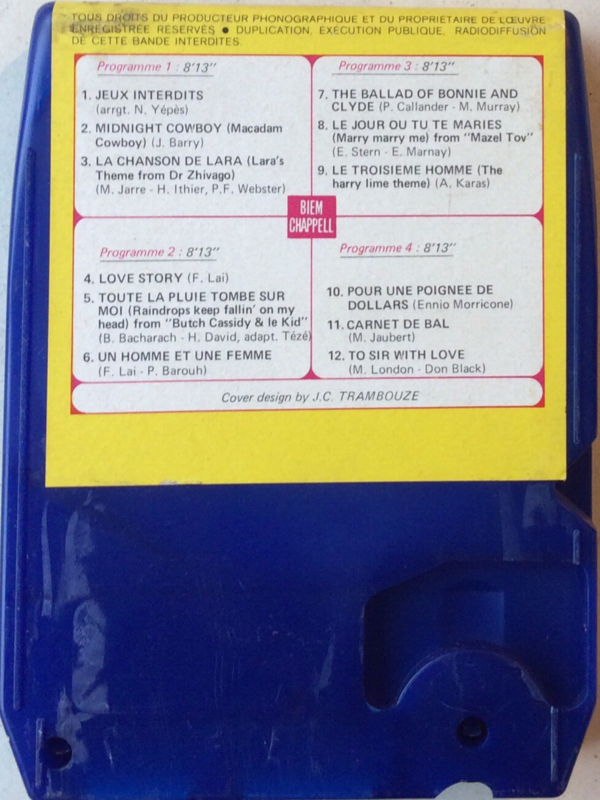 TOUS DROITS DU PRODUCTEUR PHONOGRAPHIQUE ET DU PROPRIETAIRE DE L'ŒUVRE
ENREGISTREE RESERVES ● DUPLICATION, EXECUTION PUBLIQUE, RADIODIFFUSION
DE CETTE BANDE INTERDITES.
Programme 1 : 8'13"
1. JEUX INTERDITS
(arrgt. N. Yépès)
2. MIDNIGHT COWBOY (Macadam
Cowboy) (J. Barry)
3. LA CHANSON DE LARA (Lara's
Theme from Dr Zhivago)
(M. Jarre - H. Ithier, P.F. Webster)
Programme 2 : 8'13"
4. LOVE STORY (F. Lai)
5. TOUTE LA PLUIE TOMBE SUR
MOI (Raindrops keep fallin' on my
head) from "Butch Cassidy & le Kid"
(B. Bacharach - H. David, adapt. Tézé)
6. UN HOMME ET UNE FEMME
(F. Lai - P. Barouh)
BIEM
CHAPPELL
Programme 3 : 8'13"
7. THE BALLAD OF BONNIE AND
CLYDE (P. Callander - M. Murray)
8. LE JOUR OU TU TE MARIES
(Marry marry me) from "Mazel Tov"
(E. Stern - E. Marnay)
9. LE TROISIEME HOMME (The
harry lime theme) (A. Karas)
Programme 4 : 8'13"
10. POUR UNE POIGNEE DE
DOLLARS (Ennio Morricone)
11. CARNET DE BAL
(M. Jaubert)
12. TO SIR WITH LOVE
(M. London - Don Black)
Cover design by J.C. TRAMBOUZE